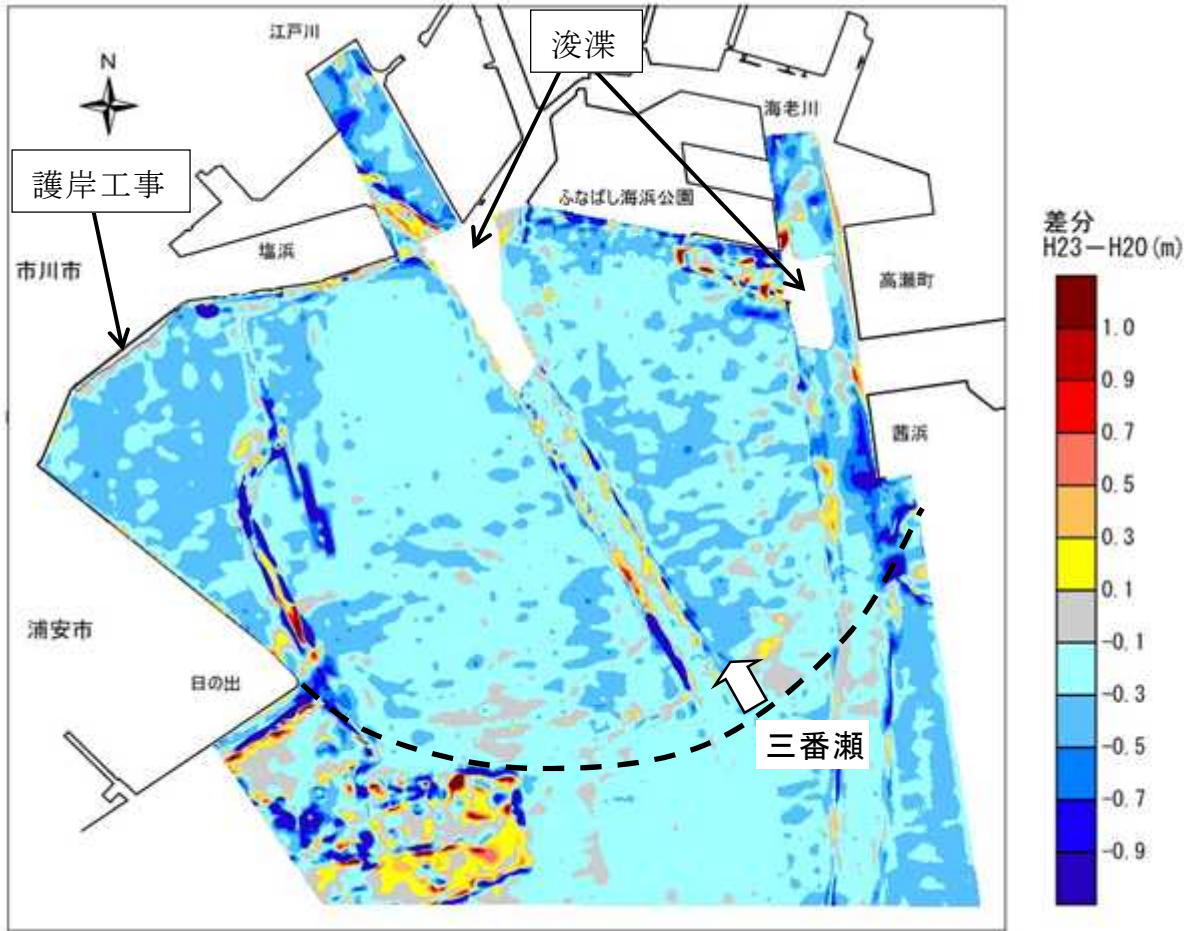 江戸川
浚渫
N
海老川
護岸工事
ふなばし海浜公園
塩浜
市川市
高瀬町
茜浜
浦安市
日の出
三番瀬
差分
H23－H20(m)
1.0
0.9
0.7
0.5
0.3
0.1
-0.1
-0.3
-0.5
-0.7
-0.9